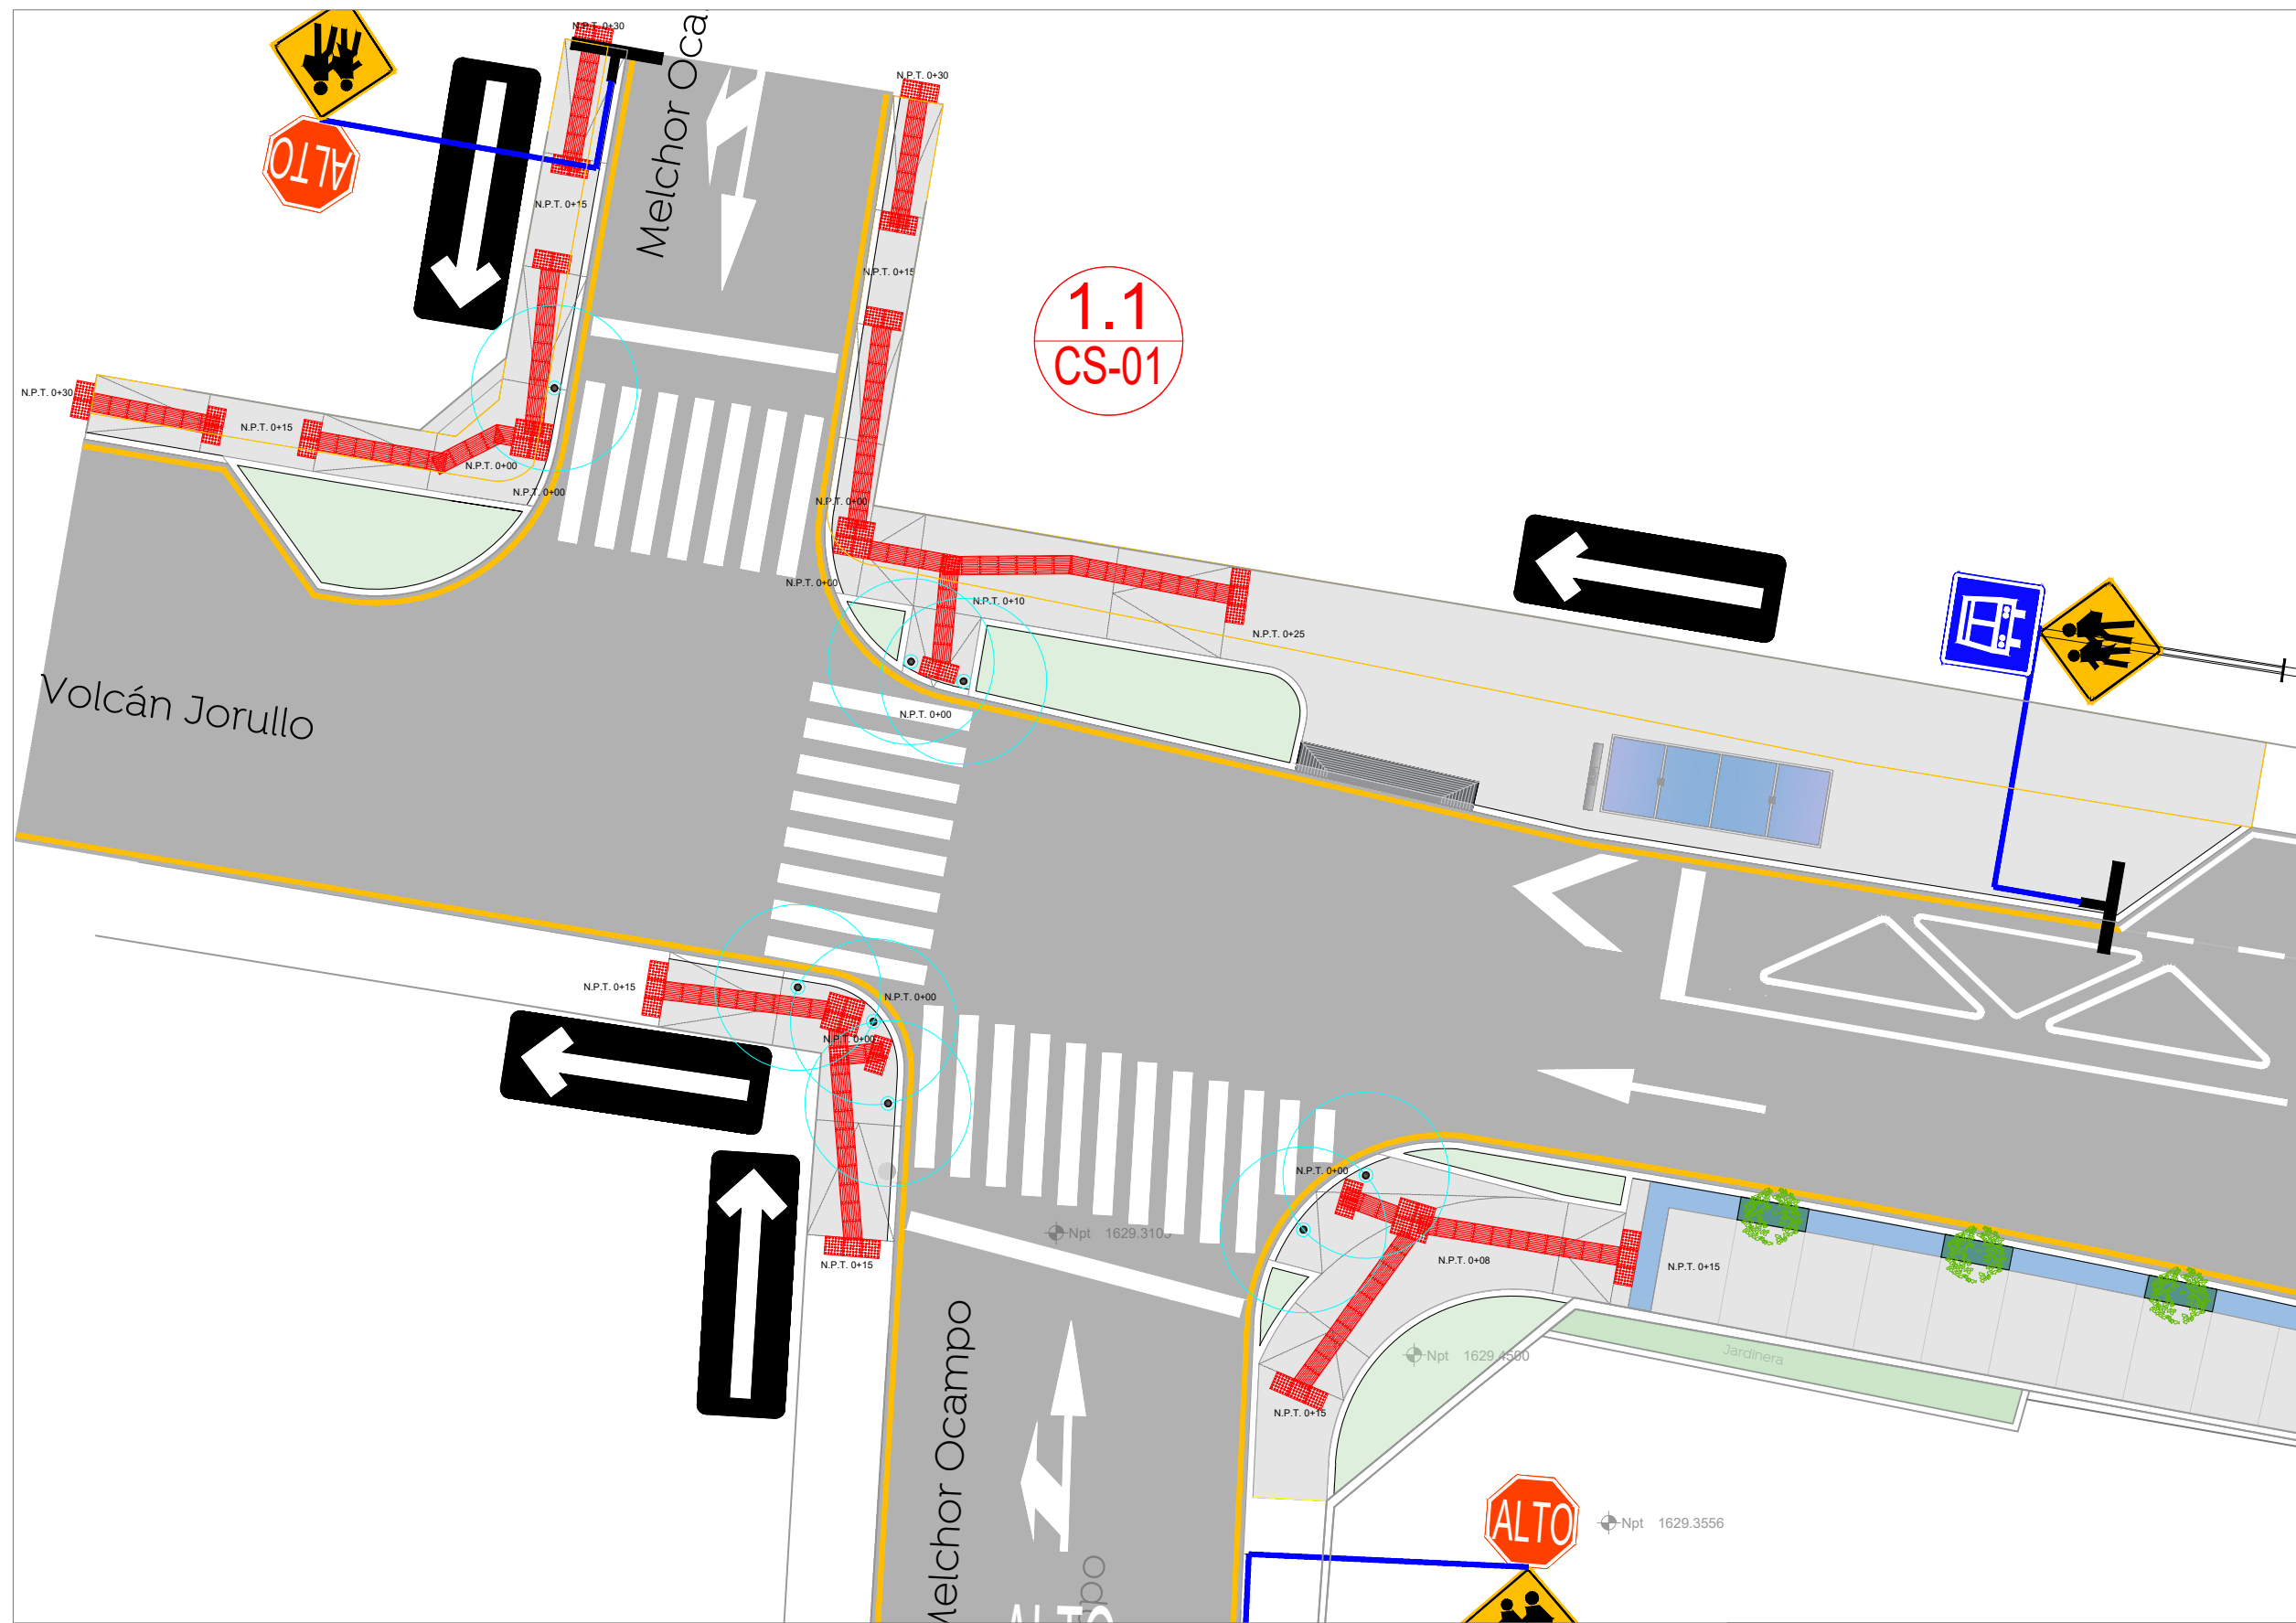 N.P.T. 0+30
Melchor Oca
N.P.T. 0+30
ALTO
N.P.T. 0+15
N.P.T. 0+15
1.1
CS-01
N.P.T. 0+30
N.P.T. 0+15
N.P.T. 0+00
N.P.T. 0+00
N.P.T. 0+00
N.P.T. 0+00
N.P.T. 0+10
N.P.T. 0+25
Volcán Jorullo
N.P.T. 0+00
N.P.T. 0+15
N.P.T. 0+00
N.P.T. 0+00
N.P.T. 0+00
Npt 1629.3103
N.P.T. 0+08
N.P.T. 0+15
N.P.T. 0+15
Npt 1629.4500
Jardinera
N.P.T. 0+15
Melchor Ocampo
ALTO
Npt 1629.3556
po
ALTO